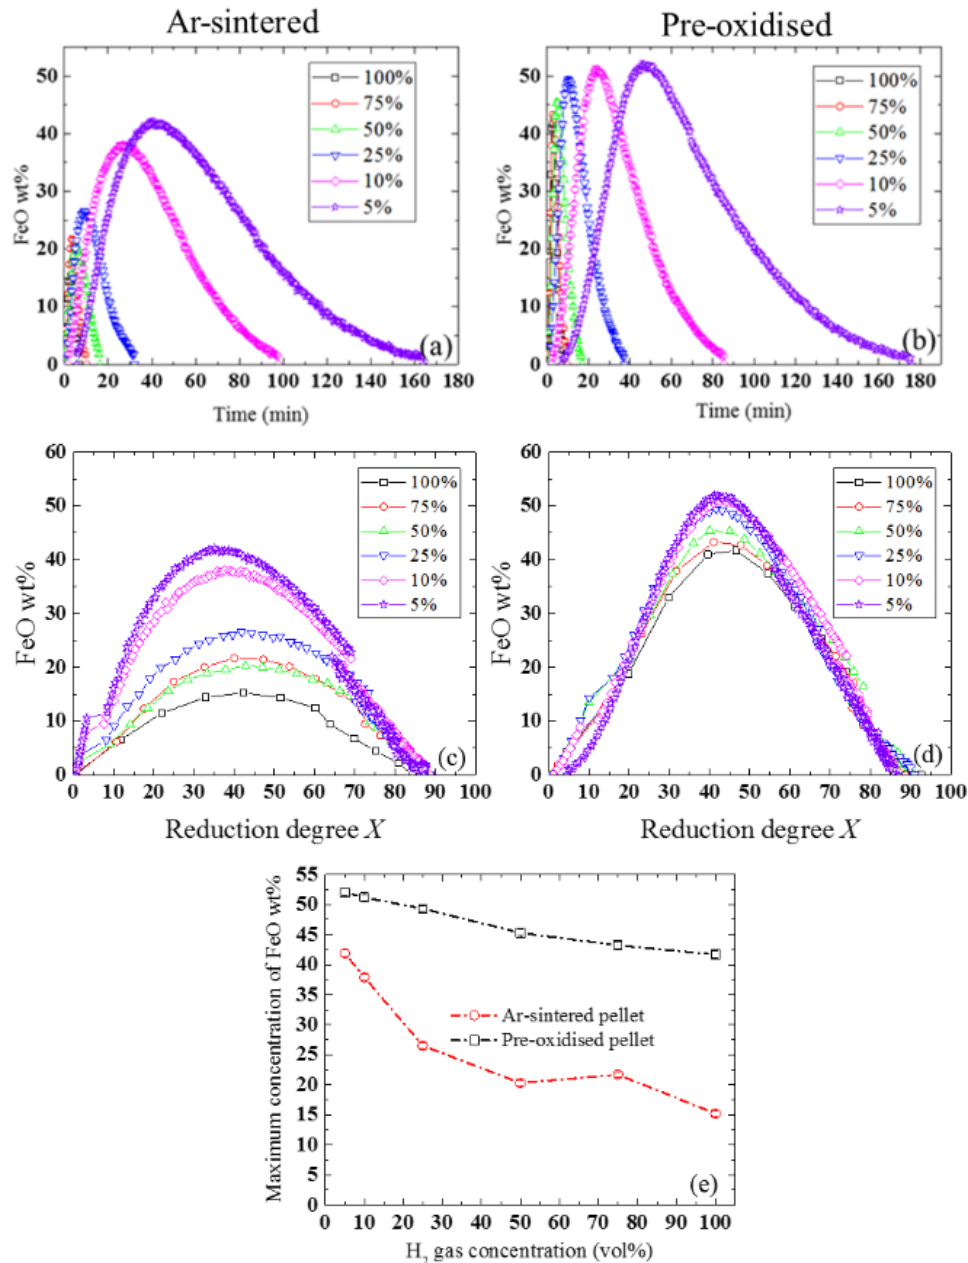 Ar-sintered
Pre-oxidised
FeO wt%
50
40
30
20
10
0
100%
75%
50%
25%
10%
5%
(a)
0 20 40 60 80 100 120 140 160 180
Time (min)
FeO wt%
50
40
30
20
10
0
100%
75%
50%
25%
10%
5%
(b)
0 20 40 60 80 100 120 140 160 180
Time (min)
FeO wt%
60
50
40
30
20
10
0
100%
75%
50%
25%
10%
5%
(c)
0 10 20 30 40 50 60 70 80 90 100
Reduction degree X
FeO wt%
60
50
40
30
20
10
0
100%
75%
50%
25%
10%
5%
(d)
0 10 20 30 40 50 60 70 80 90 100
Reduction degree X
Maximum concentration of FeO wt%
55
50
45
40
35
30
25
20
15
10
5
0
Ar-sintered pellet
Pre-oxidised pellet
(e)
0 10 20 30 40 50 60 70 80 90 100
H₂ gas concentration (vol%)